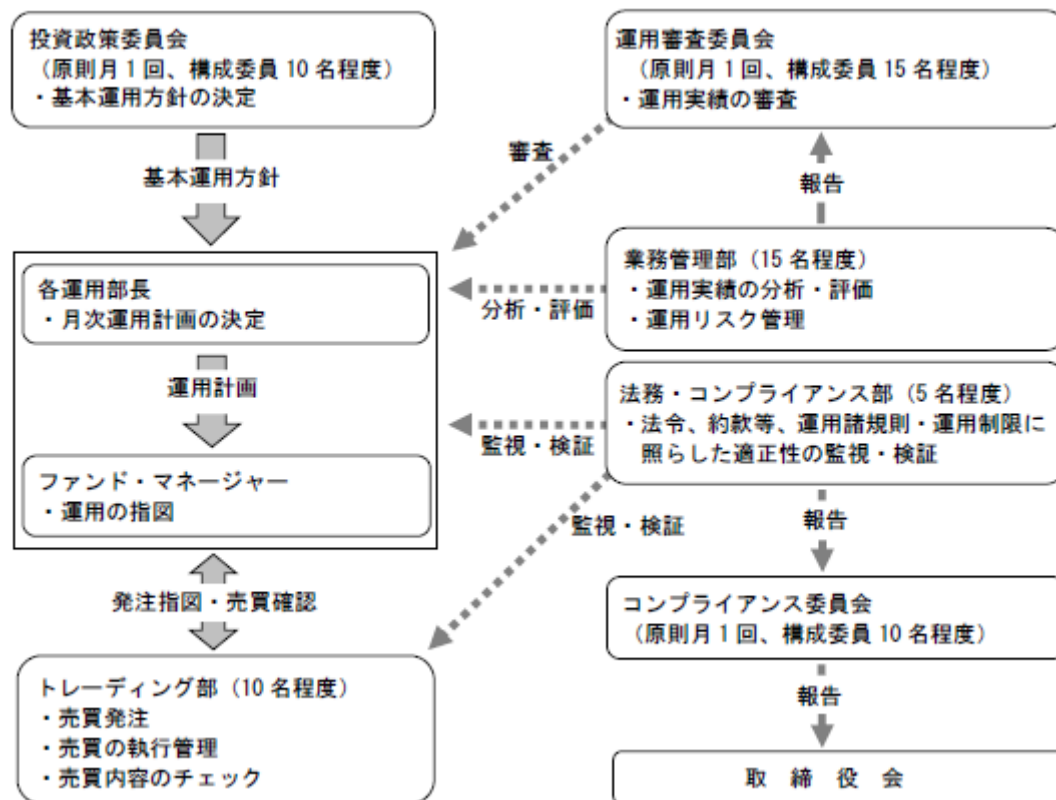 投資政策委員会
（原則月1回、構成委員10名程度）
・基本運用方針の決定
基本運用方針
各運用部長
・月次運用計画の決定
運用計画
ファンド・マネージャー
・運用の指図
発注指図・売買確認
トレーディング部（10名程度）
・売買発注
・売買の執行管理
・売買内容のチェック
運用審査委員会
（原則月1回、構成委員15名程度）
・運用実績の審査
審査
報告
業務管理部（15名程度）
・運用実績の分析・評価
・運用リスク管理
分析・評価
法務・コンプライアンス部（5名程度）
・法令、約款等、運用諸規則・運用制限に
照らした適正性の監視・検証
監視・検証
監視・検証
報告
コンプライアンス委員会
（原則月1回、構成委員10名程度）
報告
取　締　役　会